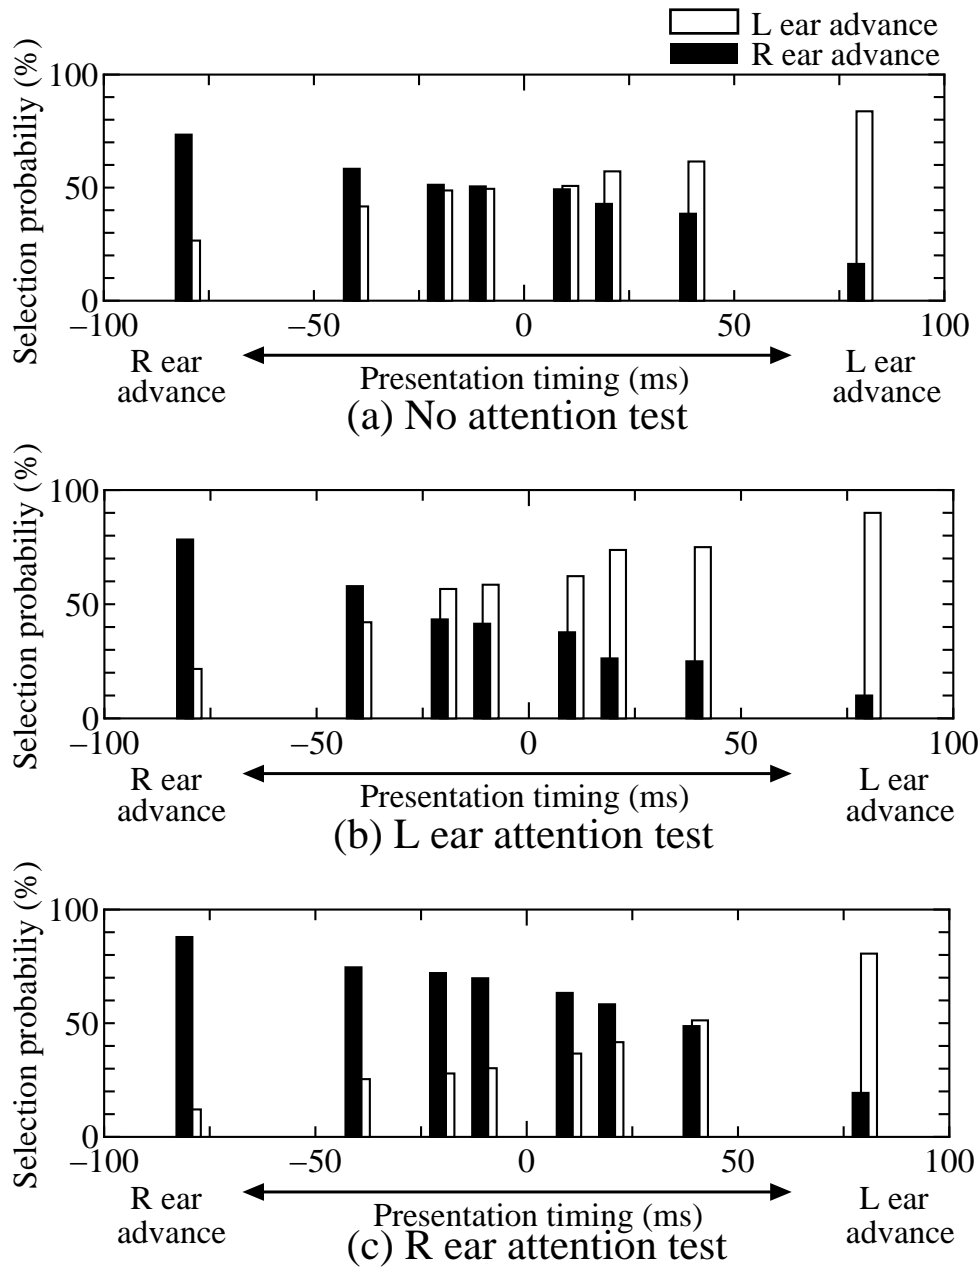 L ear advance
R ear advance
Selection probabiliy (%)
100
50
0
−100 −50 0 50 100
R ear advance
L ear advance
Presentation timing (ms)
(a) No attention test
Selection probabiliy (%)
100
50
0
−100 −50 0 50 100
R ear advance
L ear advance
Presentation timing (ms)
(b) L ear attention test
Selection probabiliy (%)
100
50
0
−100 −50 0 50 100
R ear advance
L ear advance
Presentation timing (ms)
(c) R ear attention test